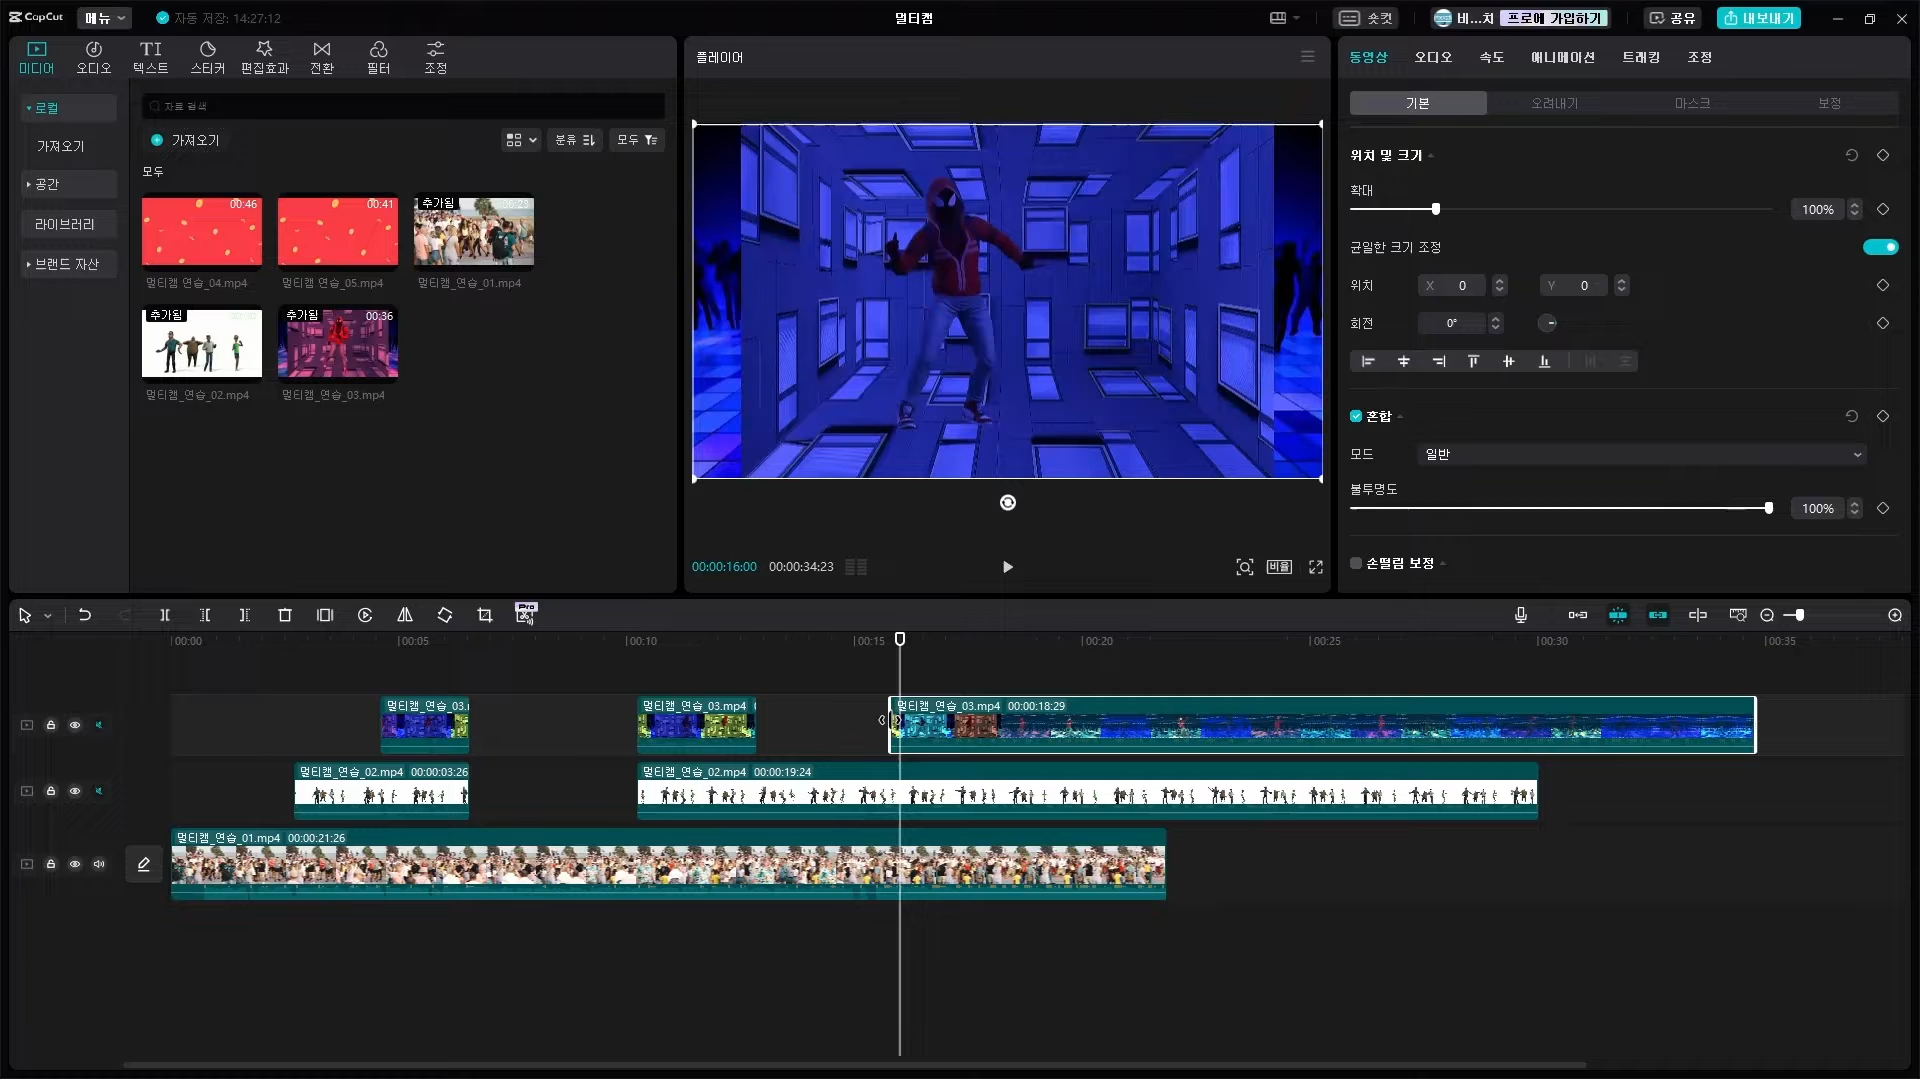 CapCut
메뉴
자동 저장: 14:27:12
멀티캠
숏컷
비...치
프로에 가입하기
공유
내보내기
미디어
오디오
텍스트
스티커
편집효과
전환
필터
조정
로컬
가져오기
공간
라이브러리
브랜드 자산
자료 검색
가져오기
분류
모두
모두
00:46
00:41
추가됨
멀티캠 연습_04.mp4
멀티캠 연습_05.mp4
멀티캠_연습_01.mp4
추가됨
추가됨
00:36
멀티캠_연습_02.mp4
멀티캠_연습_03.mp4
플레이어
00:00:16:00
00:00:34:23
비율
동영상
오디오
속도
애니메이션
트래킹
조정
기본
오려내기
마스크
보정
위치 및 크기
확대
100%
균일한 크기 조정
위치
X 0
Y 0
회전
0°
혼합
모드
일반
불투명도
100%
손떨림 보정
Pro
00:00
00:05
00:10
00:15
00:20
00:25
00:30
00:35
멀티캠_연습_03.
멀티캠_연습_03.mp4
멀티캠_연습_03.mp4 00:00:18:29
멀티캠_연습_02.mp4 00:00:03:26
멀티캠_연습_02.mp4 00:00:19:24
멀티캠_연습_01.mp4 00:00:21:26